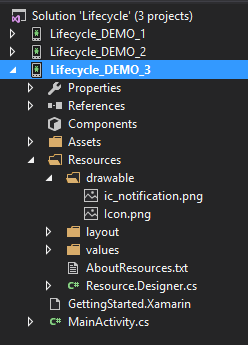 Solution 'Lifecycle' (3 projects)
Lifecycle_DEMO_1
Lifecycle_DEMO_2
Lifecycle_DEMO_3
Properties
References
Components
Assets
Resources
drawable
ic_notification.png
Icon.png
layout
values
AboutResources.txt
C# Resource.Designer.cs
GettingStarted.Xamarin
C# MainActivity.cs